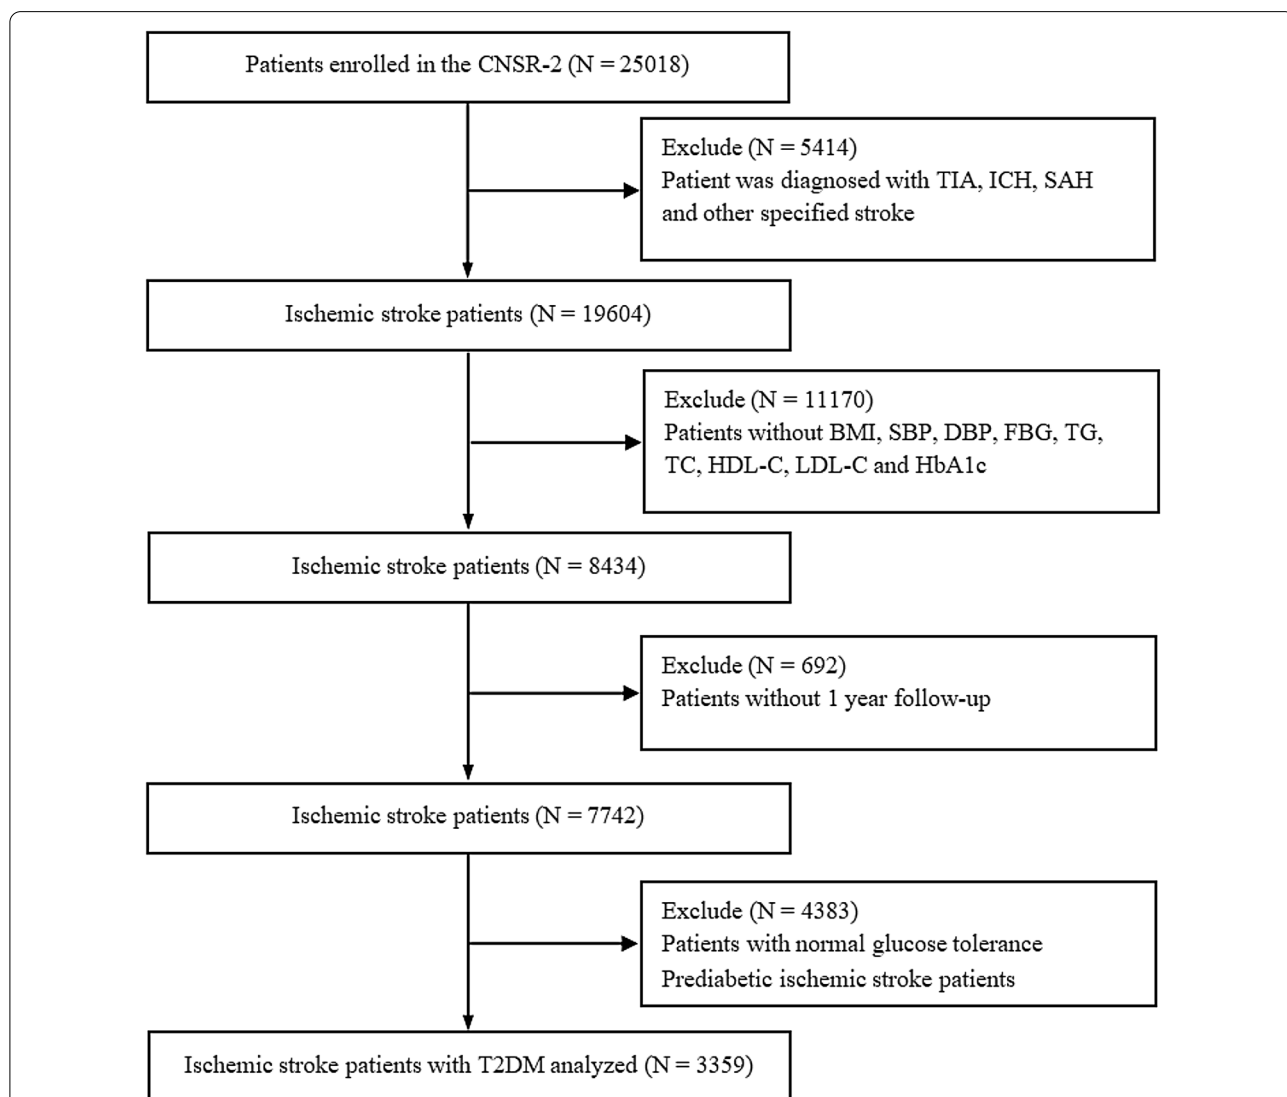 Patients enrolled in the CNSR-2 (N = 25018)
Exclude (N = 5414)
Patient was diagnosed with TIA, ICH, SAH
and other specified stroke
Ischemic stroke patients (N = 19604)
Exclude (N = 11170)
Patients without BMI, SBP, DBP, FBG, TG,
TC, HDL-C, LDL-C and HbA1c
Ischemic stroke patients (N = 8434)
Exclude (N = 692)
Patients without 1 year follow-up
Ischemic stroke patients (N = 7742)
Exclude (N = 4383)
Patients with normal glucose tolerance
Prediabetic ischemic stroke patients
Ischemic stroke patients with T2DM analyzed (N = 3359)